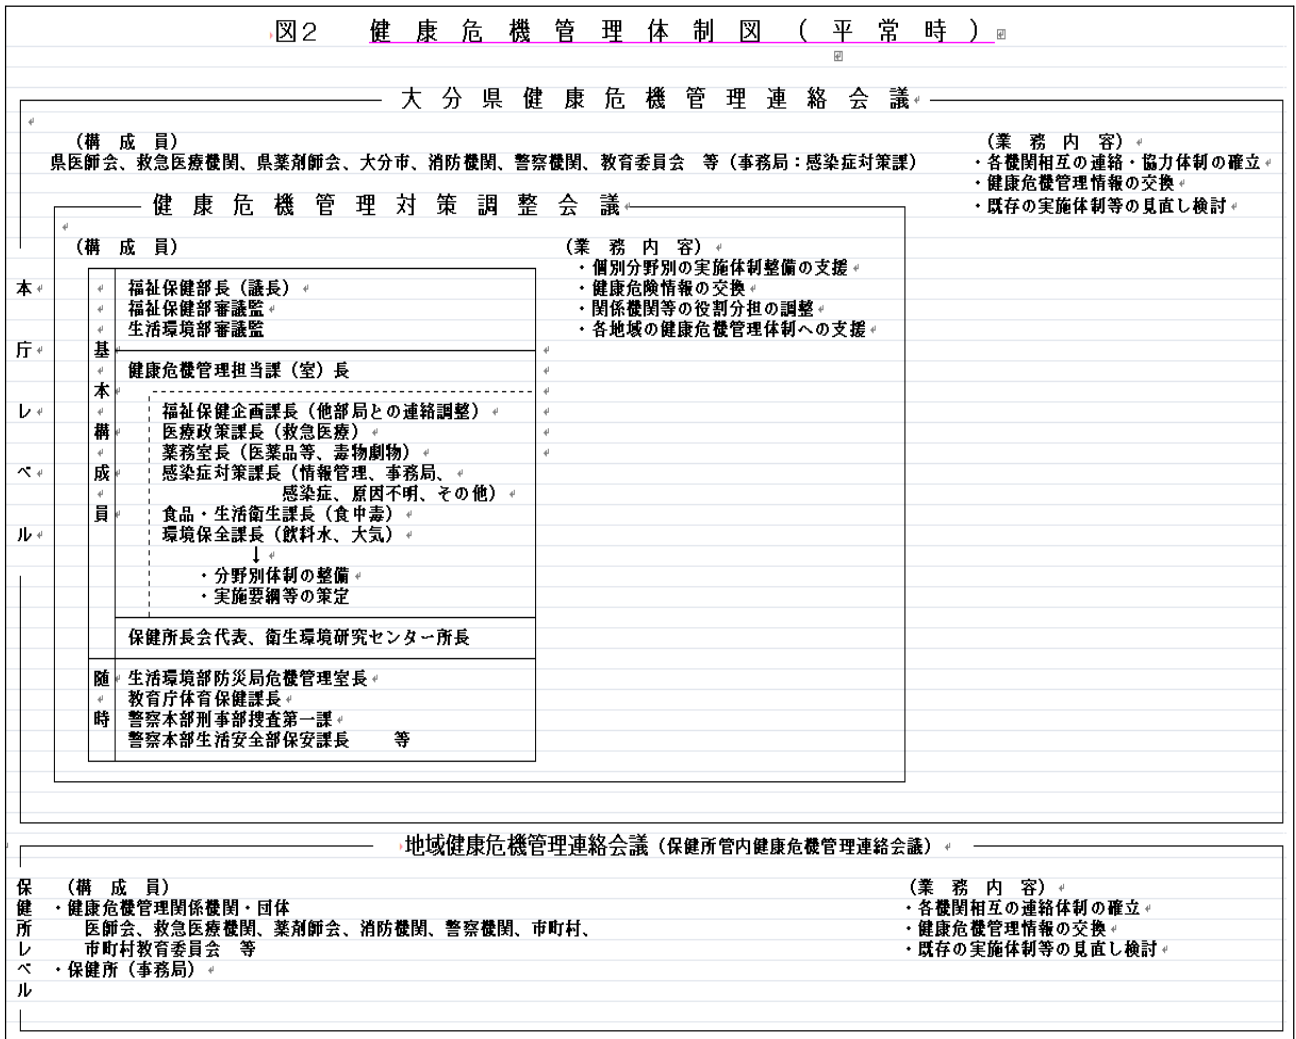 図2　健康危機管理体制図（平常時）
大分県健康危機管理連絡会議
（構成員）
県医師会、救急医療機関、県薬剤師会、大分市、消防機関、警察機関、教育委員会　等（事務局：感染症対策課）
（業務内容）
・各機関相互の連絡・協力体制の確立
・健康危機管理情報の交換
・既存の実施体制等の見直し検討
健康危機管理対策調整会議
（構成員）
（業務内容）
・個別分野別の実施体制整備の支援
・健康危険情報の交換
・関係機関等の役割分担の調整
・各地域の健康危機管理体制への支援
本庁レベル
基本構成員
福祉保健部長（議長）
福祉保健部審議監
生活環境部審議監
健康危機管理担当課（室）長
福祉保健企画課長（他部局との連絡調整）
医療政策課長（救急医療）
薬務室長（医薬品等、毒物劇物）
感染症対策課長（情報管理、事務局、
感染症、原因不明、その他）
食品・生活衛生課長（食中毒）
環境保全課長（飲料水、大気）
↓
・分野別体制の整備
・実施要綱等の策定
保健所長会代表、衛生環境研究センター所長
随時
生活環境部防災局危機管理室長
教育庁体育保健課長
警察本部刑事部捜査第一課
警察本部生活安全部保安課長　等
地域健康危機管理連絡会議（保健所管内健康危機管理連絡会議）
保健所レベル
（構成員）
・健康危機管理関係機関・団体
医師会、救急医療機関、薬剤師会、消防機関、警察機関、市町村、
市町村教育委員会　等
・保健所（事務局）
（業務内容）
・各機関相互の連絡体制の確立
・健康危機管理情報の交換
・既存の実施体制等の見直し検討